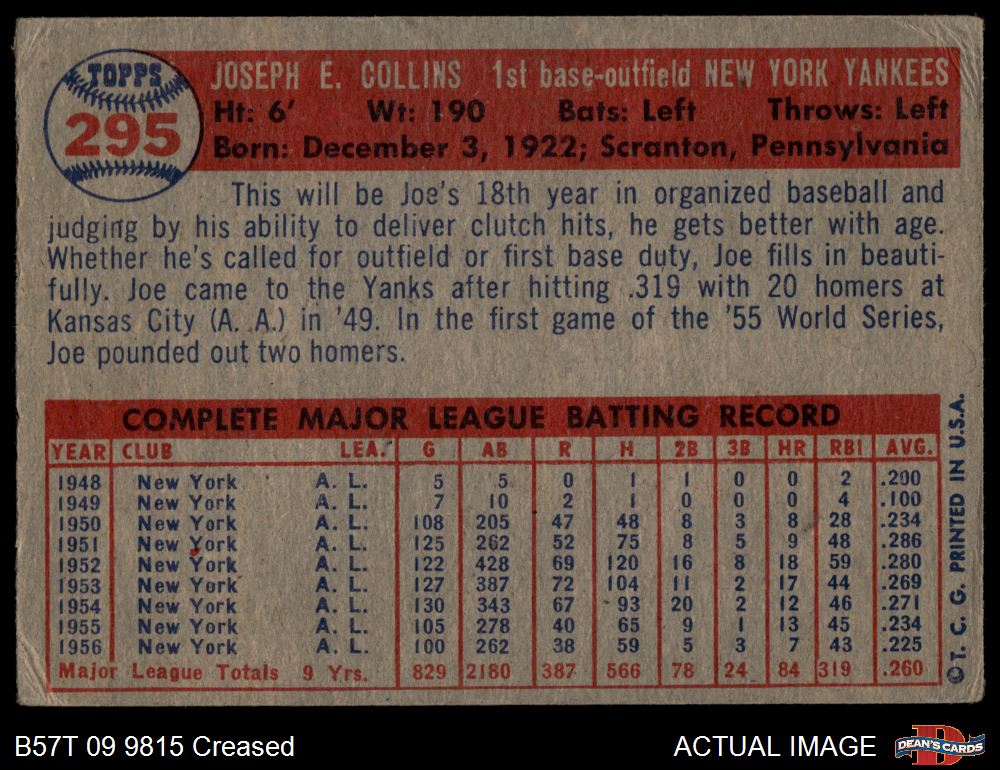 TOPPS
295
JOSEPH E. COLLINS 1st base-outfield NEW YORK YANKEES
Ht: 6' Wt: 190 Bats: Left Throws: Left
Born: December 3, 1922; Scranton, Pennsylvania
This will be Joe's 18th year in organized baseball and
judging by his ability to deliver clutch hits, he gets better with age.
Whether he's called for outfield or first base duty, Joe fills in beauti-
fully. Joe came to the Yanks after hitting .319 with 20 homers at
Kansas City (A. A.) in '49. In the first game of the '55 World Series,
Joe pounded out two homers.
COMPLETE MAJOR LEAGUE BATTING RECORD
YEAR CLUB LEA. G AB R H 2B 3B HR RBI AVG.
1948 New York A. L. 5 5 0 1 1 0 0 2 .200
1949 New York A. L. 7 10 2 1 0 0 0 4 .100
1950 New York A. L. 108 205 47 48 8 3 8 28 .234
1951 New York A. L. 125 262 52 75 8 5 9 48 .286
1952 New York A. L. 122 428 69 120 16 8 18 59 .280
1953 New York A. L. 127 387 72 104 11 2 17 44 .269
1954 New York A. L. 130 343 67 93 20 2 12 46 .271
1955 New York A. L. 105 278 40 65 9 1 13 45 .234
1956 New York A. L. 100 262 38 59 5 3 7 43 .225
Major League Totals 9 Yrs. 829 2180 387 566 78 24 84 319 .260
©T. C. G. PRINTED IN U.S.A.
B57T 09 9815 Creased
ACTUAL IMAGE
DEAN'S CARDS